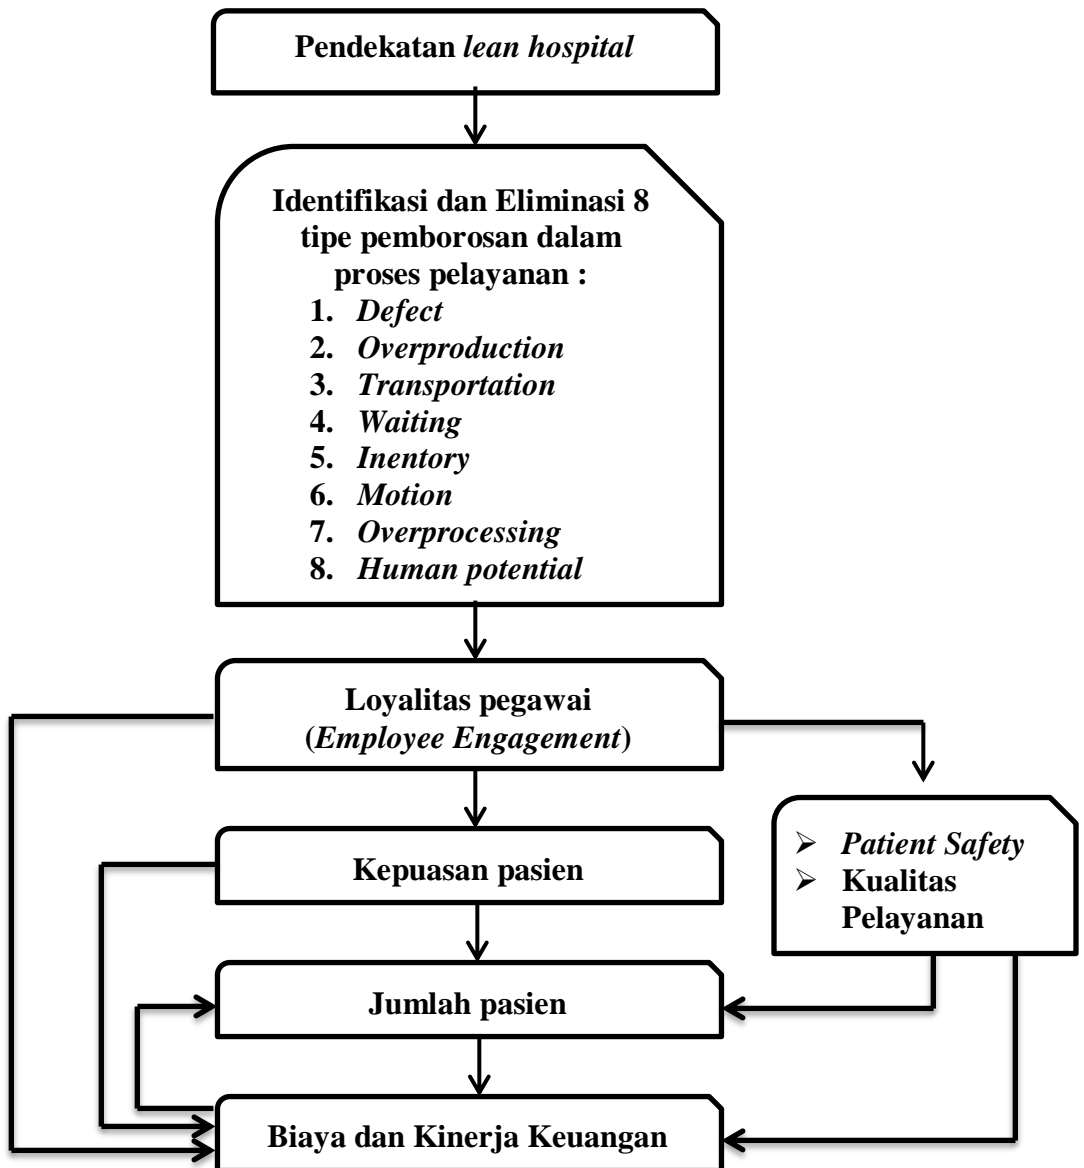 Pendekatan lean hospital
Identifikasi dan Eliminasi 8
tipe pemborosan dalam
proses pelayanan :
1. Defect
2. Overproduction
3. Transportation
4. Waiting
5. Inentory
6. Motion
7. Overprocessing
8. Human potential
Loyalitas pegawai
(Employee Engagement)
Kepuasan pasien
➢ Patient Safety
➢ Kualitas
Pelayanan
Jumlah pasien
Biaya dan Kinerja Keuangan